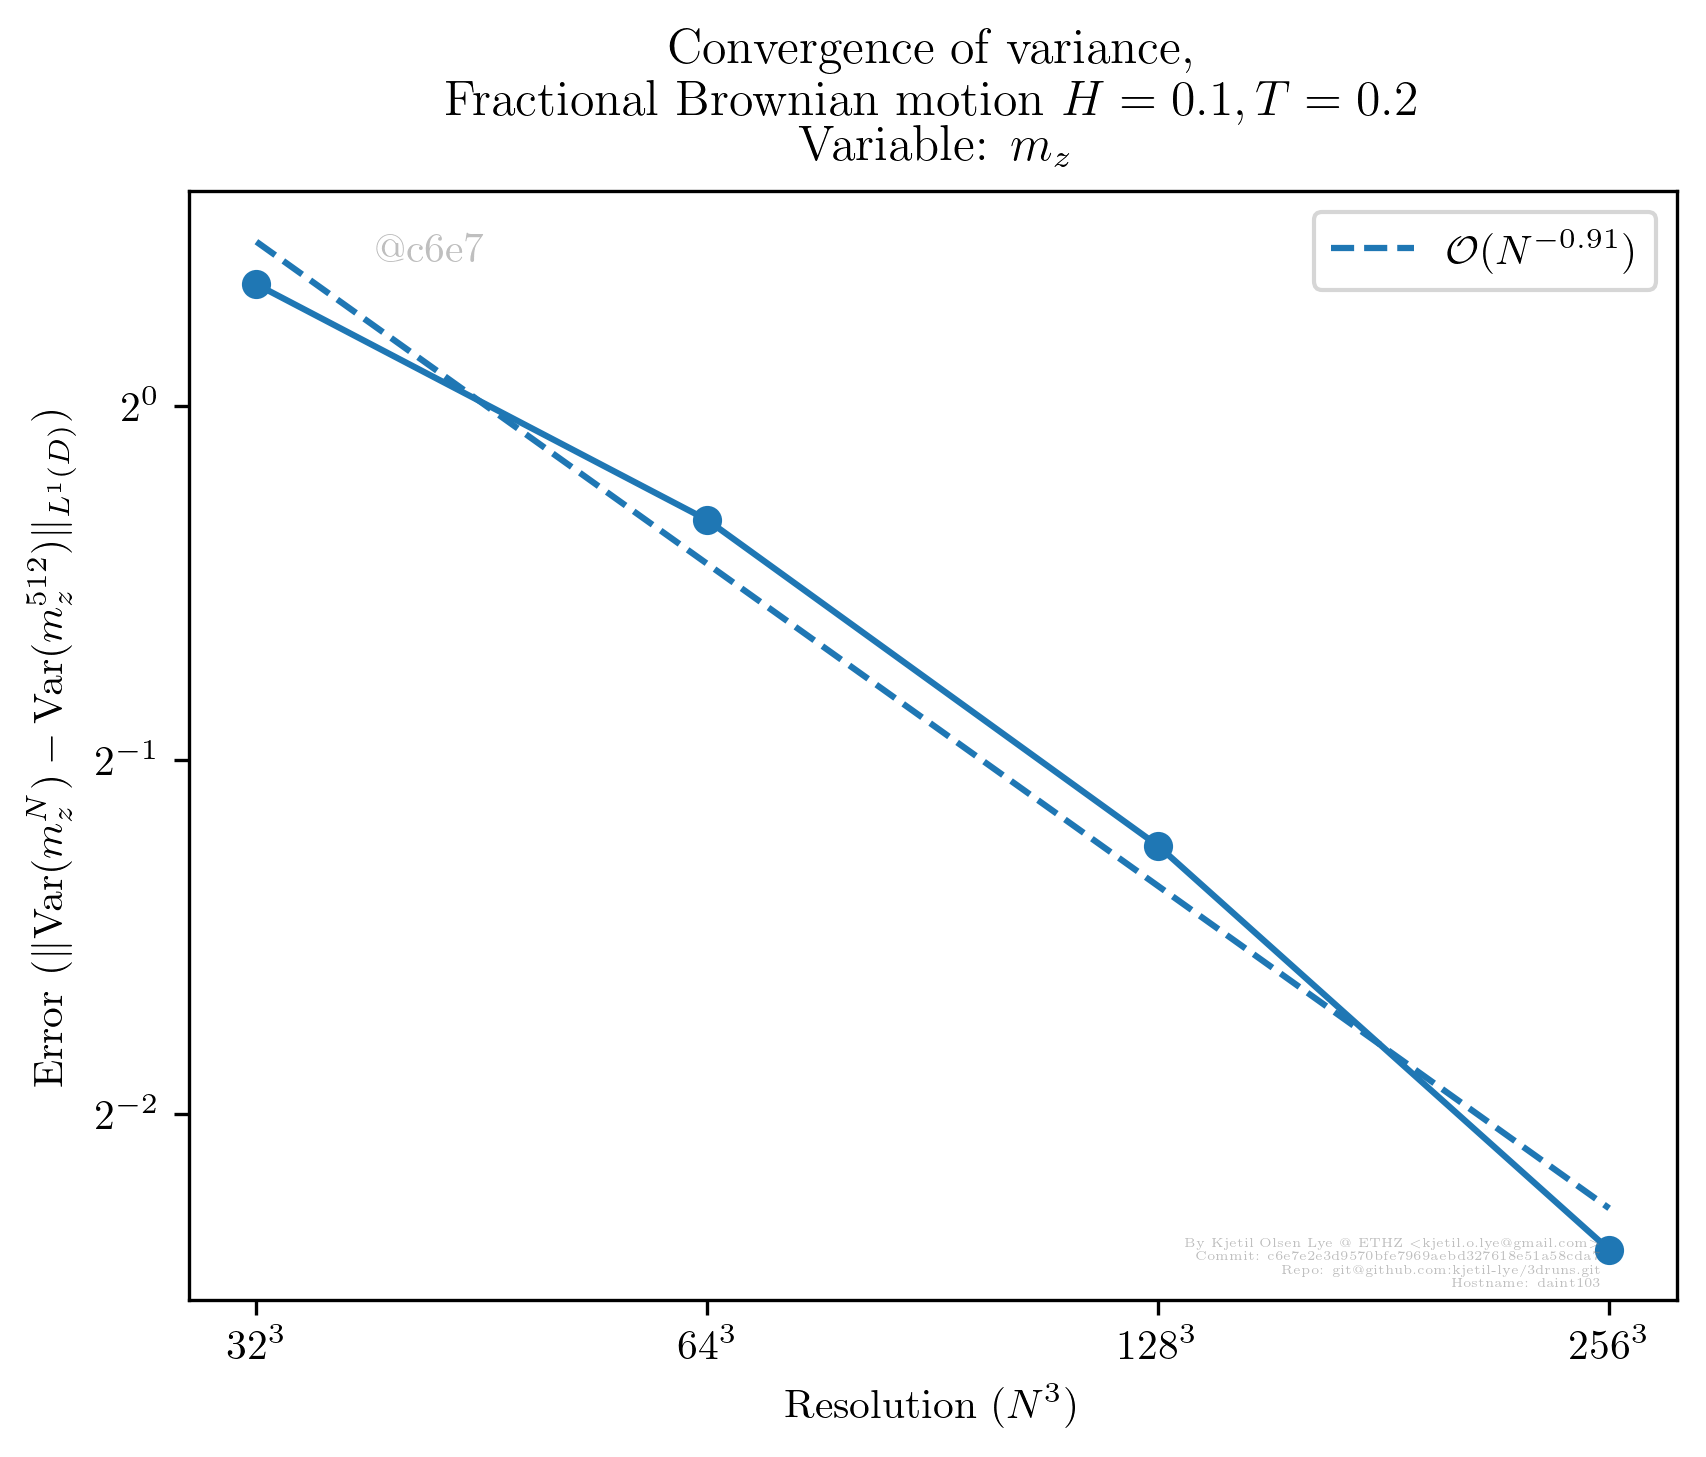 Convergence of variance,
Fractional Brownian motion H = 0.1, T = 0.2
Variable: m_z
@c6e7
O(N^{-0.91})
2^0
2^{-1}
2^{-2}
Error (||Var(m_z^N) − Var(m_z^{512})||_{L^1(D)})
By Kjetil Olsen Lye @ ETHZ <kjetil.o.lye@gmail.com>
Commit: c6e7e2e3d9570bfe7969aebd327618e51a58cda7
Repo: git@github.com:kjetil-lye/3druns.git
Hostname: daint103
32^3 64^3 128^3 256^3
Resolution (N^3)